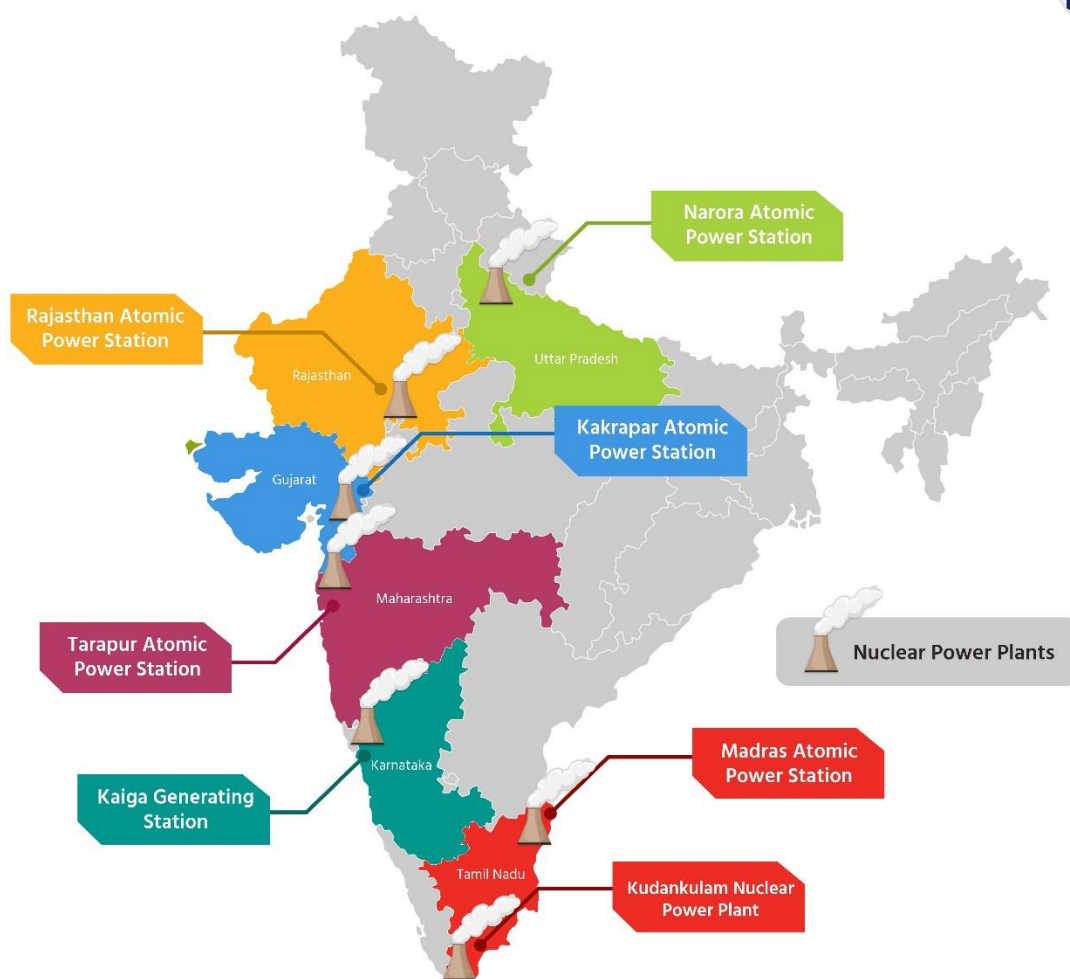 Narora Atomic
Power Station
Rajasthan Atomic
Power Station
Uttar Pradesh
Rajasthan
Kakrapar Atomic
Power Station
Gujarat
Maharashtra
Tarapur Atomic
Power Station
Nuclear Power Plants
Madras Atomic
Power Station
Karnataka
Kaiga Generating
Station
Tamil Nadu
Kudankulam Nuclear
Power Plant